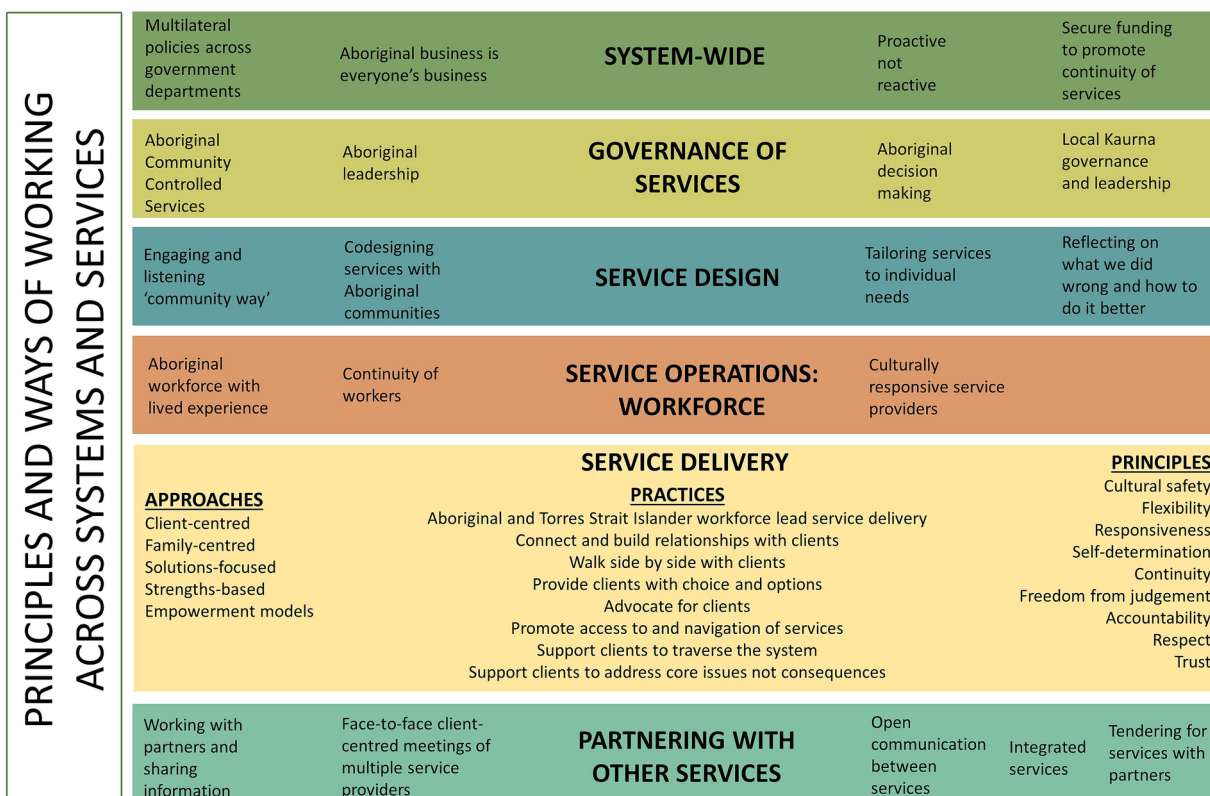 PRINCIPLES AND WAYS OF WORKING
ACROSS SYSTEMS AND SERVICES
Multilateral
policies across
government
departments
Aboriginal business is
everyone’s business
SYSTEM-WIDE
Proactive
not
reactive
Secure funding
to promote
continuity of
services
Aboriginal
Community
Controlled
Services
Aboriginal
leadership
GOVERNANCE OF
SERVICES
Aboriginal
decision
making
Local Kaurna
governance
and leadership
Engaging and
listening
‘community way’
Codesigning
services with
Aboriginal
communities
SERVICE DESIGN
Tailoring services
to individual
needs
Reflecting on
what we did
wrong and how to
do it better
Aboriginal
workforce with
lived experience
Continuity of
workers
SERVICE OPERATIONS:
WORKFORCE
Culturally
responsive service
providers
SERVICE DELIVERY
APPROACHES
Client-centred
Family-centred
Solutions-focused
Strengths-based
Empowerment models
PRACTICES
Aboriginal and Torres Strait Islander workforce lead service delivery
Connect and build relationships with clients
Walk side by side with clients
Provide clients with choice and options
Advocate for clients
Promote access to and navigation of services
Support clients to traverse the system
Support clients to address core issues not consequences
PRINCIPLES
Cultural safety
Flexibility
Responsiveness
Self-determination
Continuity
Freedom from judgement
Accountability
Respect
Trust
Working with
partners and
sharing
information
Face-to-face client-
centred meetings of
multiple service
providers
PARTNERING WITH
OTHER SERVICES
Open
communication
between
services
Integrated
services
Tendering for
services with
partners